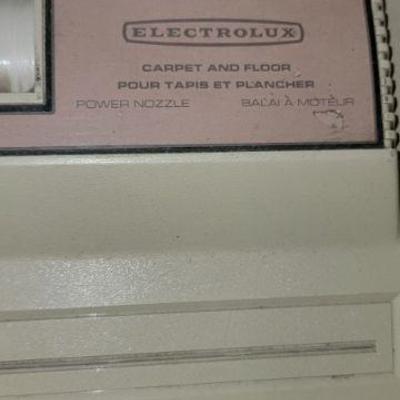 ELECTROLUX
CARPET AND FLOOR
POUR TAPIS ET PLANCHER
POWER NOZZLE BALAI À MOTEUR